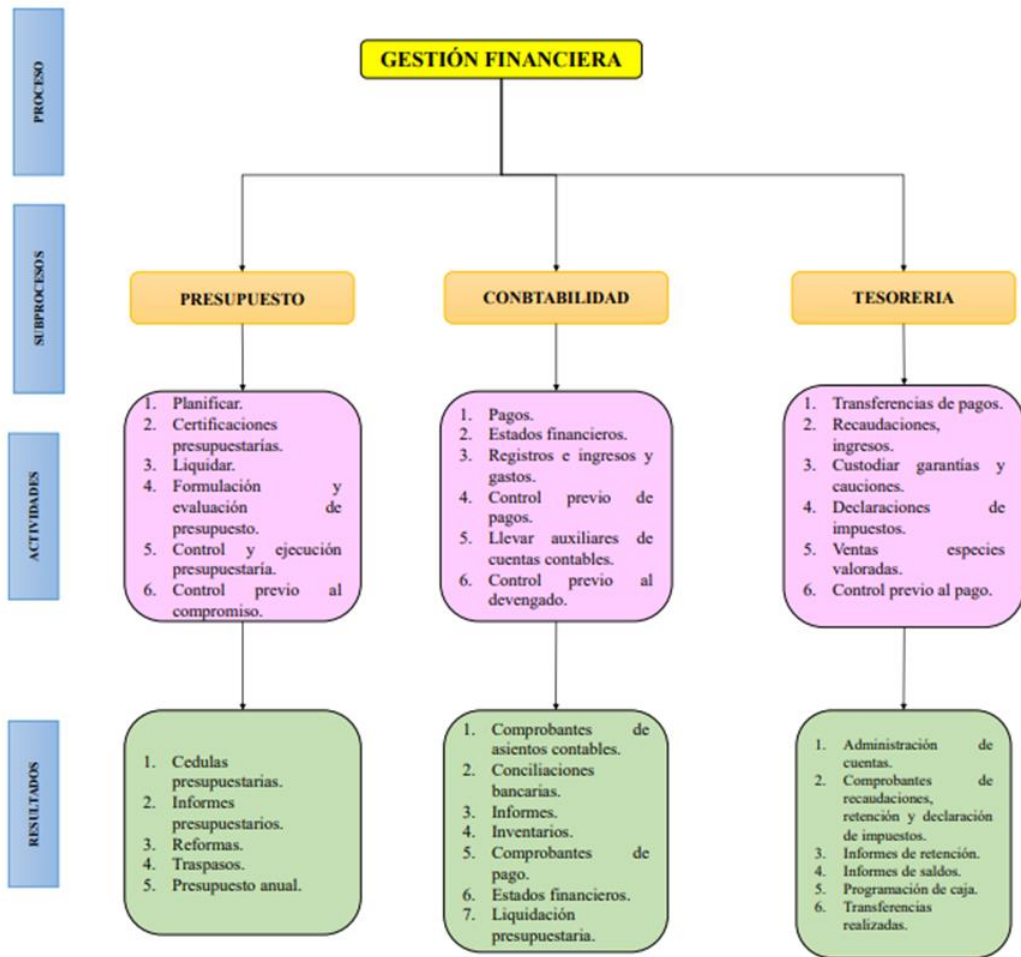 PROCESO
GESTIÓN FINANCIERA
SUBPROCESOS
PRESUPUESTO
CONBTABILIDAD
TESORERIA
ACTIVIDADES
1. Planificar.
2. Certificaciones
presupuestarías.
3. Liquidar.
4. Formulación y
evaluación de
presupuesto.
5. Control y ejecución
presupuestaría.
6. Control previo al
compromiso.
1. Pagos.
2. Estados financieros.
3. Registros e ingresos y
gastos.
4. Control previo de
pagos.
5. Llevar auxiliares de
cuentas contables.
6. Control previo al
devengado.
1. Transferencias de pagos.
2. Recaudaciones,
ingresos.
3. Custodiar garantías y
cauciones.
4. Declaraciones de
impuestos.
5. Ventas especies
valoradas.
6. Control previo al pago.
RESULTADOS
1. Cedulas
presupuestarias.
2. Informes
presupuestarios.
3. Reformas.
4. Traspasos.
5. Presupuesto anual.
1. Comprobantes de
asientos contables.
2. Conciliaciones
bancarias.
3. Informes.
4. Inventarios.
5. Comprobantes de
pago.
6. Estados financieros.
7. Liquidación
presupuestaria.
1. Administración de
cuentas.
2. Comprobantes de
recaudaciones,
retención y declaración
de impuestos.
3. Informes de retención.
4. Informes de saldos.
5. Programación de caja.
6. Transferencias
realizadas.